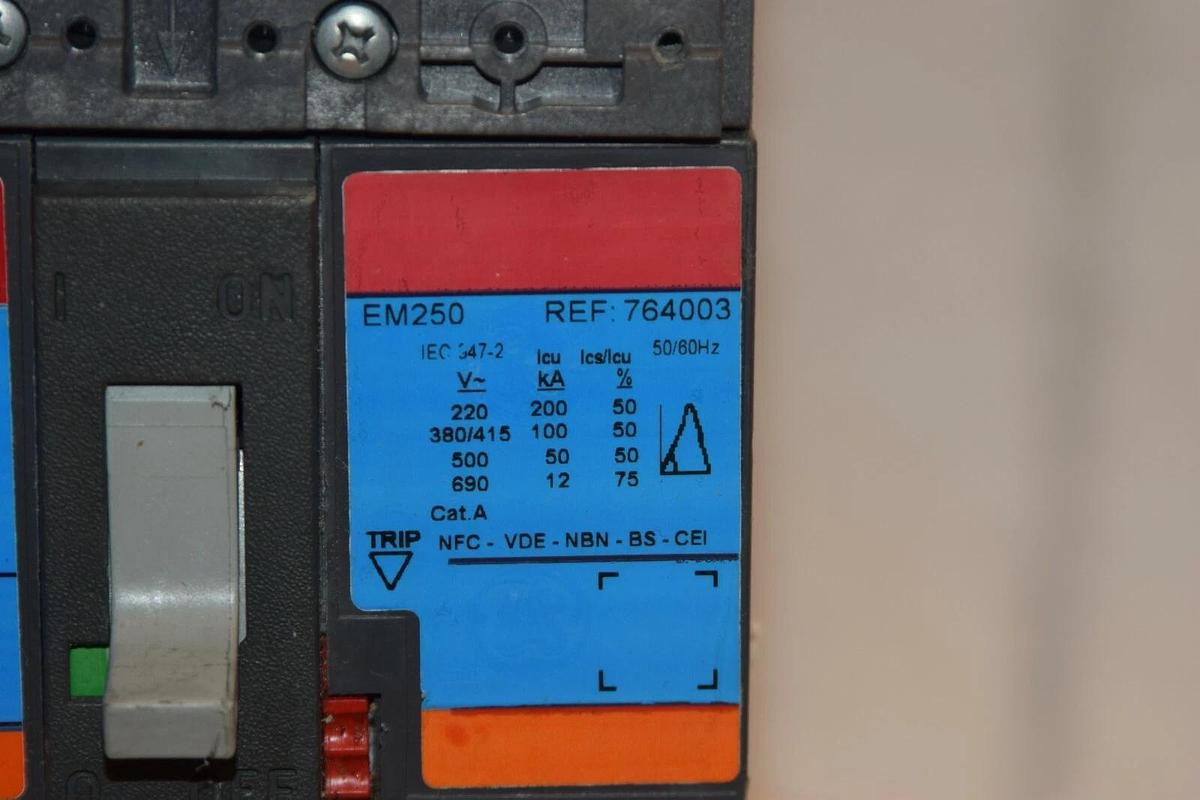 I ON
EM250 REF: 764003
IEC 947-2 Icu Ics/Icu 50/60Hz
V~ kA %
220 200 50
380/415 100 50
500 50 50
690 12 75
Cat.A
TRIP NFC - VDE - NBN - BS - CEI
O OFF